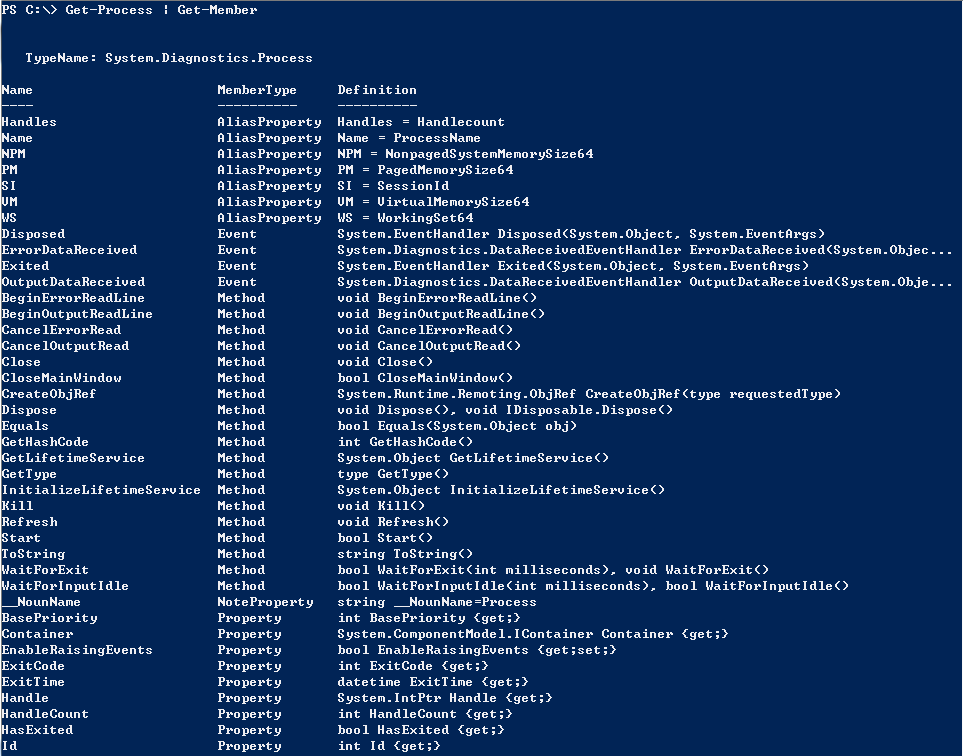 PS C:\> Get-Process | Get-Member
TypeName: System.Diagnostics.Process
Name MemberType Definition
---- ---------- ----------
Handles AliasProperty Handles = Handlecount
Name AliasProperty Name = ProcessName
NPM AliasProperty NPM = NonpagedSystemMemorySize64
PM AliasProperty PM = PagedMemorySize64
SI AliasProperty SI = SessionId
VM AliasProperty VM = VirtualMemorySize64
WS AliasProperty WS = WorkingSet64
Disposed Event System.EventHandler Disposed(System.Object, System.EventArgs)
ErrorDataReceived Event System.Diagnostics.DataReceivedEventHandler ErrorDataReceived(System.Objec...
Exited Event System.EventHandler Exited(System.Object, System.EventArgs)
OutputDataReceived Event System.Diagnostics.DataReceivedEventHandler OutputDataReceived(System.Obje...
BeginErrorReadLine Method void BeginErrorReadLine()
BeginOutputReadLine Method void BeginOutputReadLine()
CancelErrorRead Method void CancelErrorRead()
CancelOutputRead Method void CancelOutputRead()
Close Method void Close()
CloseMainWindow Method bool CloseMainWindow()
CreateObjRef Method System.Runtime.Remoting.ObjRef CreateObjRef(type requestedType)
Dispose Method void Dispose(), void IDisposable.Dispose()
Equals Method bool Equals(System.Object obj)
GetHashCode Method int GetHashCode()
GetLifetimeService Method System.Object GetLifetimeService()
GetType Method type GetType()
InitializeLifetimeService Method System.Object InitializeLifetimeService()
Kill Method void Kill()
Refresh Method void Refresh()
Start Method bool Start()
ToString Method string ToString()
WaitForExit Method bool WaitForExit(int milliseconds), void WaitForExit()
WaitForInputIdle Method bool WaitForInputIdle(int milliseconds), bool WaitForInputIdle()
__NounName NoteProperty string __NounName=Process
BasePriority Property int BasePriority {get;}
Container Property System.ComponentModel.IContainer Container {get;}
EnableRaisingEvents Property bool EnableRaisingEvents {get;set;}
ExitCode Property int ExitCode {get;}
ExitTime Property datetime ExitTime {get;}
Handle Property System.IntPtr Handle {get;}
HandleCount Property int HandleCount {get;}
HasExited Property bool HasExited {get;}
Id Property int Id {get;}